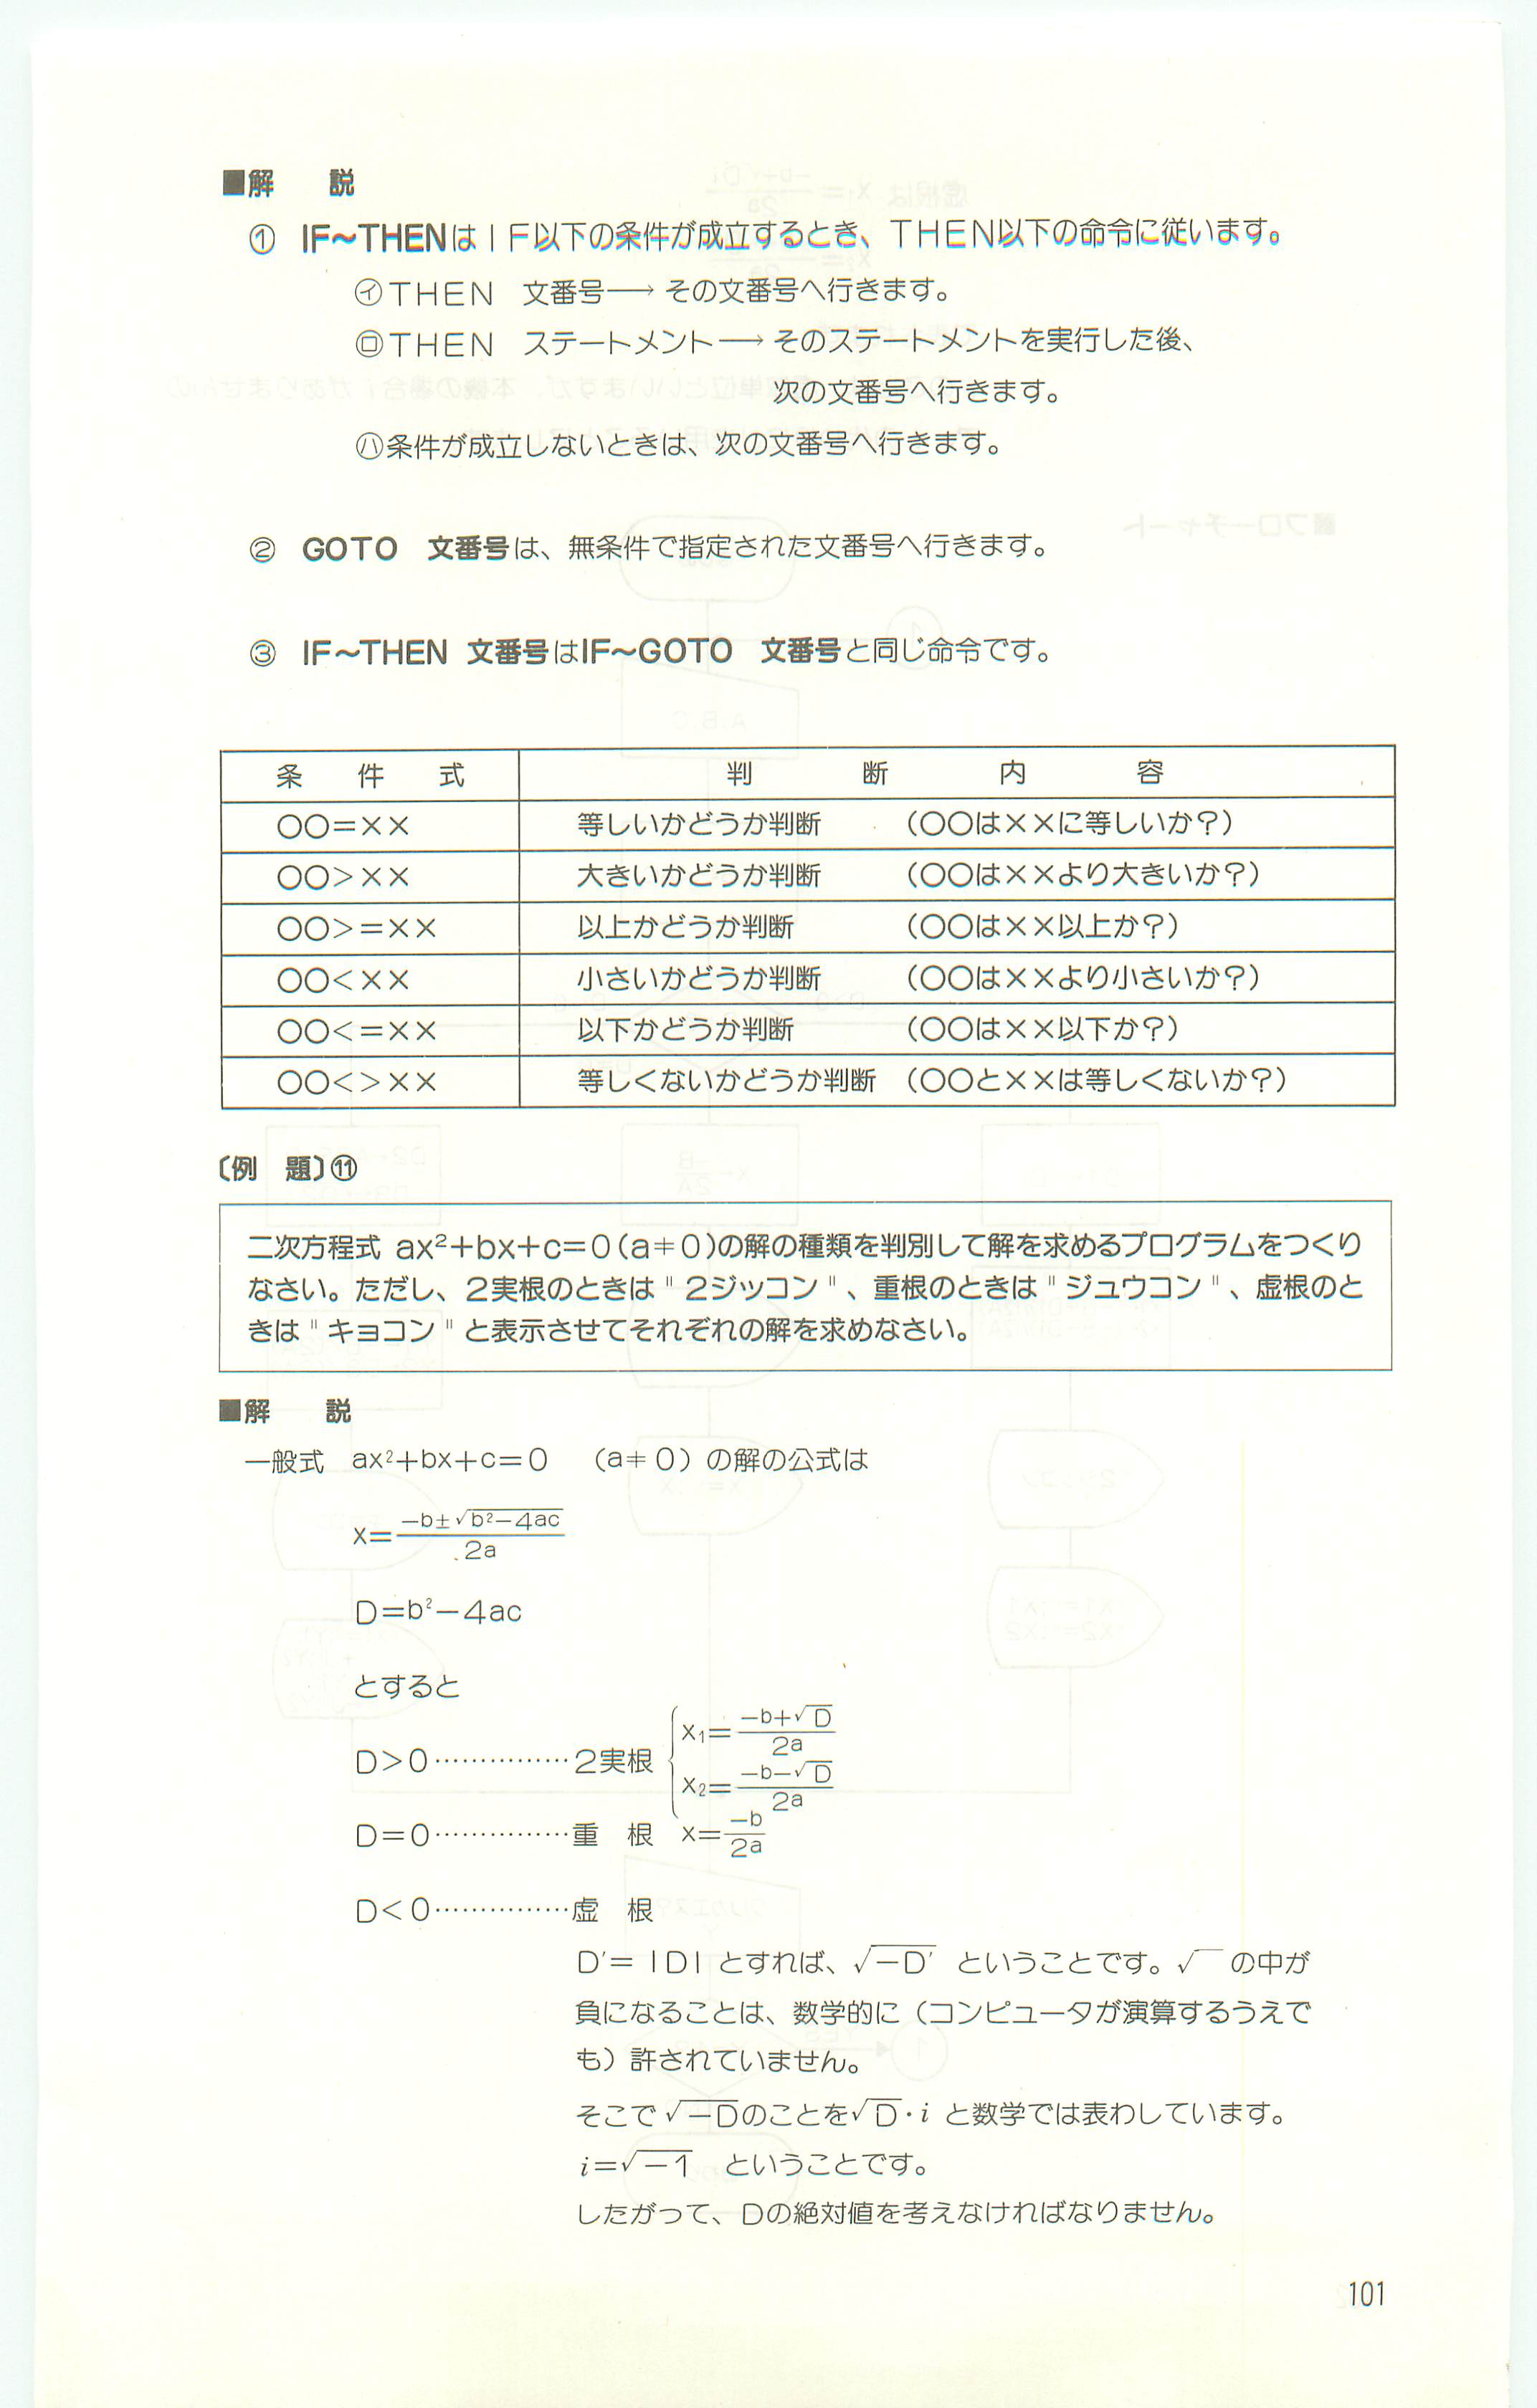 ■解　説
① IF～THENはIF以下の条件が成立するとき、THEN以下の命令に従います。
㋑THEN　文番号→その文番号へ行きます。
㋺THEN　ステートメント→そのステートメントを実行した後、
次の文番号へ行きます。
㋩条件が成立しないときは、次の文番号へ行きます。
② GOTO　文番号は、無条件で指定された文番号へ行きます。
③ IF～THEN 文番号はIF～GOTO　文番号と同じ命令です。
条　件　式　判　断　内　容
○○=××　等しいかどうか判断　（○○は××に等しいか？）
○○>××　大きいかどうか判断　（○○は××より大きいか？）
○○>=××　以上かどうか判断　（○○は××以上か？）
○○<××　小さいかどうか判断　（○○は××より小さいか？）
○○<=××　以下かどうか判断　（○○は××以下か？）
○○<>××　等しくないかどうか判断　（○○と××は等しくないか？）
〔例　題〕⑪
二次方程式 ax²+bx+c=0(a≠0)の解の種類を判別して解を求めるプログラムをつくり
なさい。ただし、2実根のときは"2ジッコン"、重根のときは"ジュウコン"、虚根のと
きは"キョコン"と表示させてそれぞれの解を求めなさい。
■解　説
一般式　ax²+bx+c=0　（a≠0）の解の公式は
x=(-b±√(b²-4ac))/2a
D=b²-4ac
とすると
D>0……………2実根 { x₁=(-b+√D)/2a
x₂=(-b-√D)/2a
D=0……………重　根　x=-b/2a
D<0……………虚　根
D'=|D|とすれば、√-D' ということです。√ の中が
負になることは、数学的に（コンピュータが演算するうえで
も）許されていません。
そこで√-Dのことを√D・i と数学では表わしています。
i=√-1　ということです。
したがって、Dの絶対値を考えなければなりません。
101